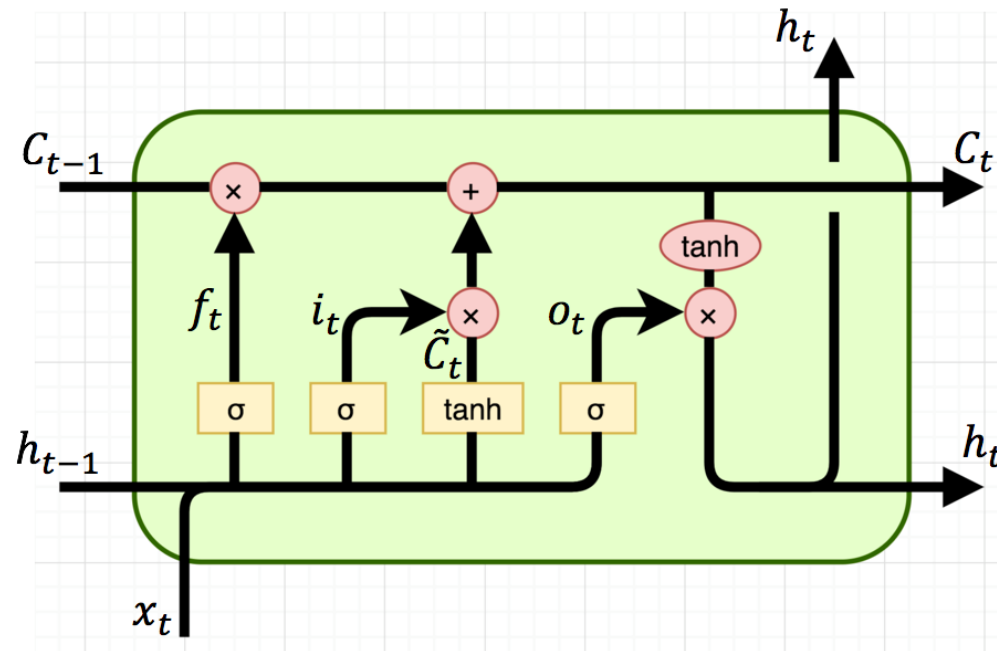 h_t
C_{t-1}
C_t
×
+
tanh
f_t
i_t
×
o_t
×
C̃_t
σ
σ
tanh
σ
h_{t-1}
h_t
x_t